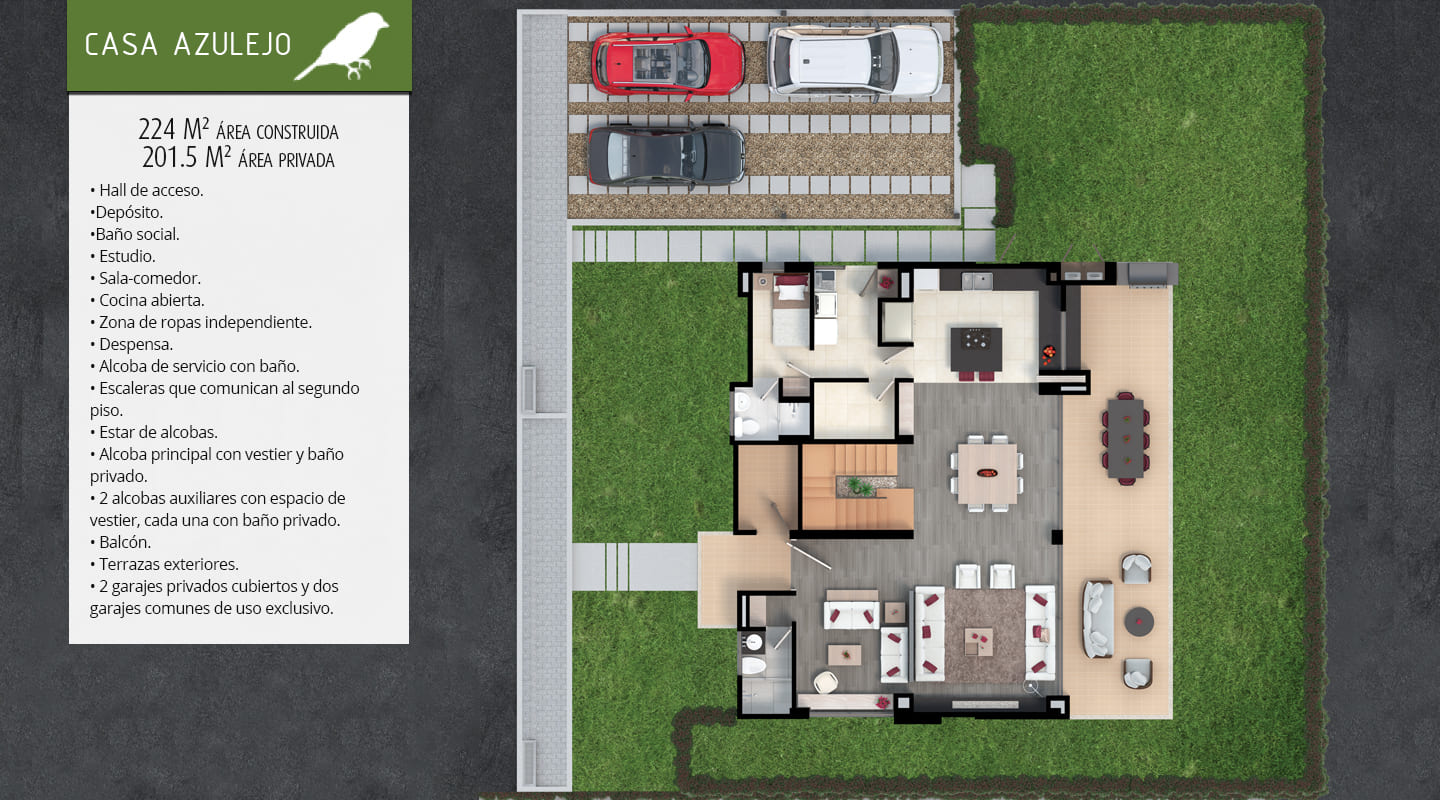 CASA AZULEJO
224 M² ÁREA CONSTRUIDA
201.5 M² ÁREA PRIVADA
• Hall de acceso.
•Depósito.
•Baño social.
• Estudio.
• Sala-comedor.
• Cocina abierta.
• Zona de ropas independiente.
• Despensa.
• Alcoba de servicio con baño.
• Escaleras que comunican al segundo
piso.
• Estar de alcobas.
• Alcoba principal con vestier y baño
privado.
• 2 alcobas auxiliares con espacio de
vestier, cada una con baño privado.
• Balcón.
• Terrazas exteriores.
• 2 garajes privados cubiertos y dos
garajes comunes de uso exclusivo.